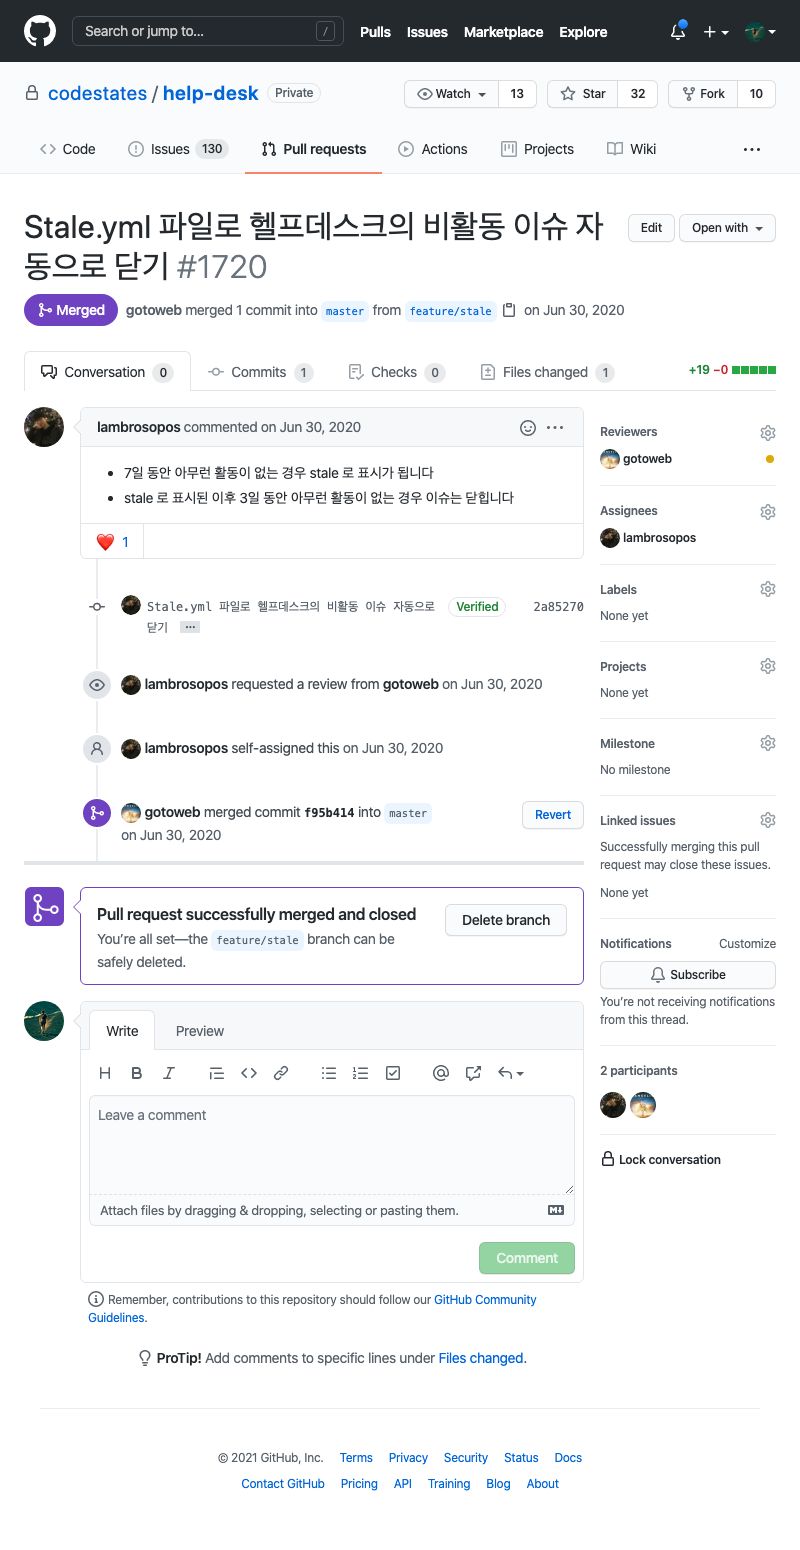 Search or jump to... /
Pulls Issues Marketplace Explore
codestates / help-desk Private
Watch 13 Star 32 Fork 10
Code Issues 130 Pull requests Actions Projects Wiki ...
Stale.yml 파일로 헬프데스크의 비활동 이슈 자
동으로 닫기 #1720
Edit Open with
Merged gotoweb merged 1 commit into master from feature/stale on Jun 30, 2020
Conversation 0 Commits 1 Checks 0 Files changed 1 +19 −0
lambrosopos commented on Jun 30, 2020
• 7일 동안 아무런 활동이 없는 경우 stale 로 표시가 됩니다
• stale 로 표시된 이후 3일 동안 아무런 활동이 없는 경우 이슈는 닫힙니다
❤️ 1
Stale.yml 파일로 헬프데스크의 비활동 이슈 자동으로 Verified 2a85270
닫기 ...
lambrosopos requested a review from gotoweb on Jun 30, 2020
lambrosopos self-assigned this on Jun 30, 2020
gotoweb merged commit f95b414 into master
on Jun 30, 2020
Revert
Pull request successfully merged and closed
You're all set—the feature/stale branch can be
safely deleted.
Delete branch
Write Preview
H B I
Leave a comment
Attach files by dragging & dropping, selecting or pasting them.
Comment
Remember, contributions to this repository should follow our GitHub Community
Guidelines.
ProTip! Add comments to specific lines under Files changed.
Reviewers
gotoweb
Assignees
lambrosopos
Labels
None yet
Projects
None yet
Milestone
No milestone
Linked issues
Successfully merging this pull
request may close these issues.
None yet
Notifications Customize
Subscribe
You're not receiving notifications
from this thread.
2 participants
Lock conversation
© 2021 GitHub, Inc. Terms Privacy Security Status Docs
Contact GitHub Pricing API Training Blog About